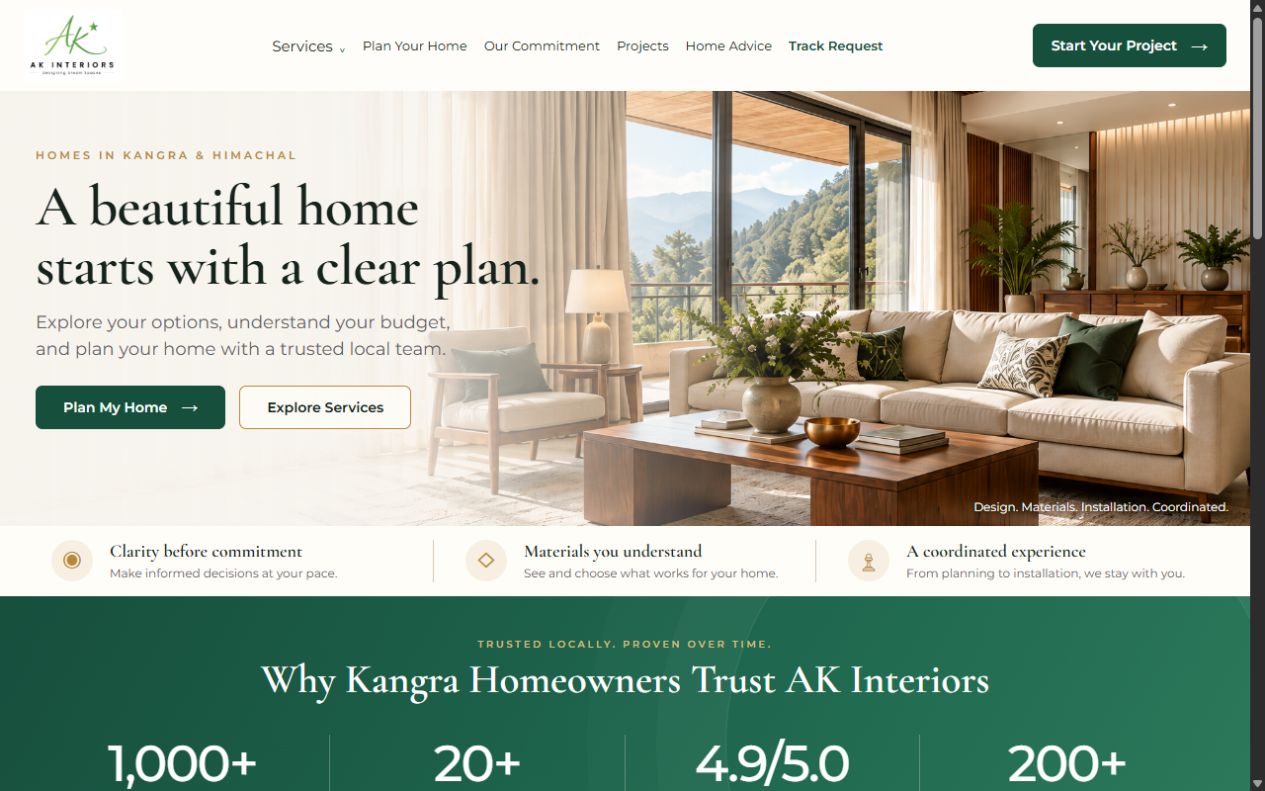 AK
AK INTERIORS
designing dream spaces
Services
Plan Your Home
Our Commitment
Projects
Home Advice
Track Request
Start Your Project →
HOMES IN KANGRA & HIMACHAL
A beautiful home
starts with a clear plan.
Explore your options, understand your budget,
and plan your home with a trusted local team.
Plan My Home →
Explore Services
Design. Materials. Installation. Coordinated.
Clarity before commitment
Make informed decisions at your pace.
Materials you understand
See and choose what works for your home.
A coordinated experience
From planning to installation, we stay with you.
TRUSTED LOCALLY. PROVEN OVER TIME.
Why Kangra Homeowners Trust AK Interiors
1,000+
20+
4.9/5.0
200+